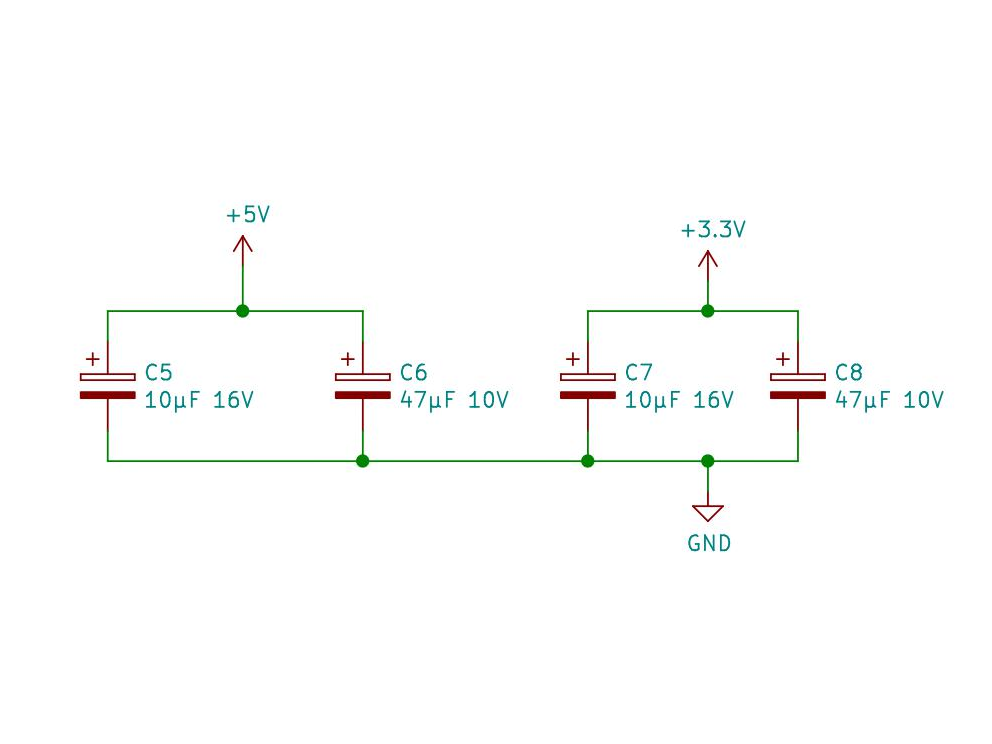 +5V
+3.3V
+
C5
10µF 16V
+
C6
47µF 10V
+
C7
10µF 16V
+
C8
47µF 10V
GND